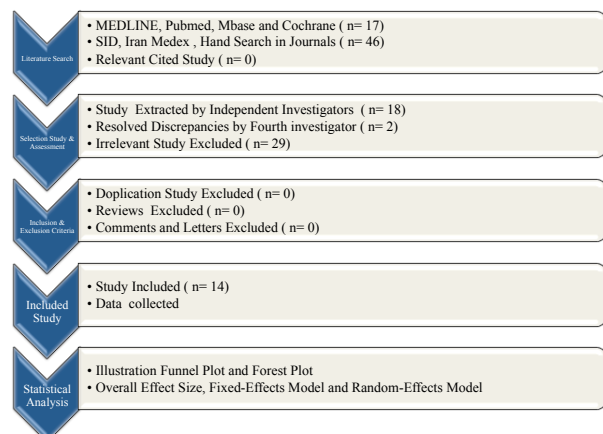 Literature Search
• MEDLINE, Pubmed, Mbase and Cochrane ( n= 17)
• SID, Iran Medex , Hand Search in Journals ( n= 46)
• Relevant Cited Study ( n= 0)
Selection Study &
Assessment
• Study Extracted by Independent Investigators ( n= 18)
• Resolved Discrepancies by Fourth investigator ( n= 2)
• Irrelevant Study Excluded ( n= 29)
Inclusion &
Exclusion Criteria
• Doplication Study Excluded ( n= 0)
• Reviews Excluded ( n= 0)
• Comments and Letters Excluded ( n= 0)
Included
Study
• Study Included ( n= 14)
• Data collected
Statistical
Analysis
• Illustration Funnel Plot and Forest Plot
• Overall Effect Size, Fixed-Effects Model and Random-Effects Model